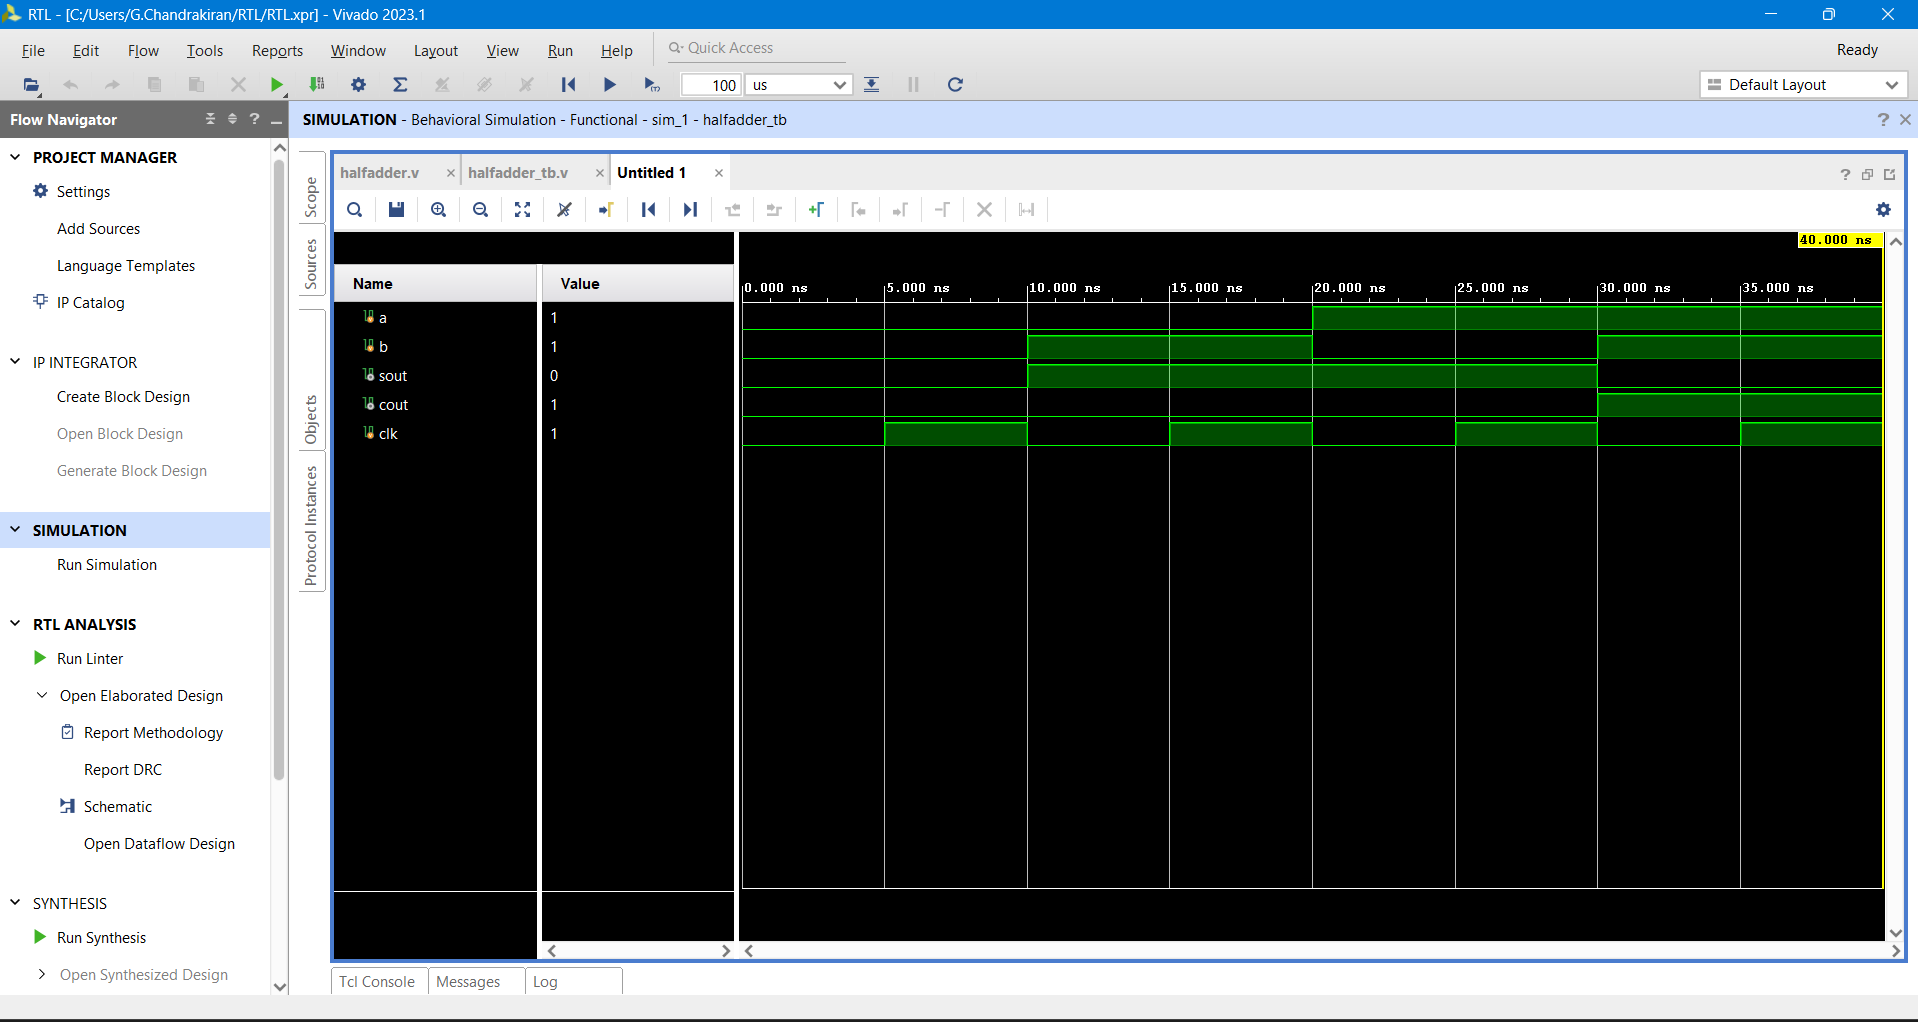 RTL - [C:/Users/G.Chandrakiran/RTL/RTL.xpr] - Vivado 2023.1
File Edit Flow Tools Reports Window Layout View Run Help Quick Access Ready
100 us Default Layout
Flow Navigator
SIMULATION - Behavioral Simulation - Functional - sim_1 - halfadder_tb
PROJECT MANAGER
Settings
Add Sources
Language Templates
IP Catalog
IP INTEGRATOR
Create Block Design
Open Block Design
Generate Block Design
SIMULATION
Run Simulation
RTL ANALYSIS
Run Linter
Open Elaborated Design
Report Methodology
Report DRC
Schematic
Open Dataflow Design
SYNTHESIS
Run Synthesis
Open Synthesized Design
Scope
Sources
Objects
Protocol Instances
halfadder.v halfadder_tb.v Untitled 1
40.000 ns
Name Value
0.000 ns 5.000 ns 10.000 ns 15.000 ns 20.000 ns 25.000 ns 30.000 ns 35.000 ns
a 1
b 1
sout 0
cout 1
clk 1
Tcl Console Messages Log